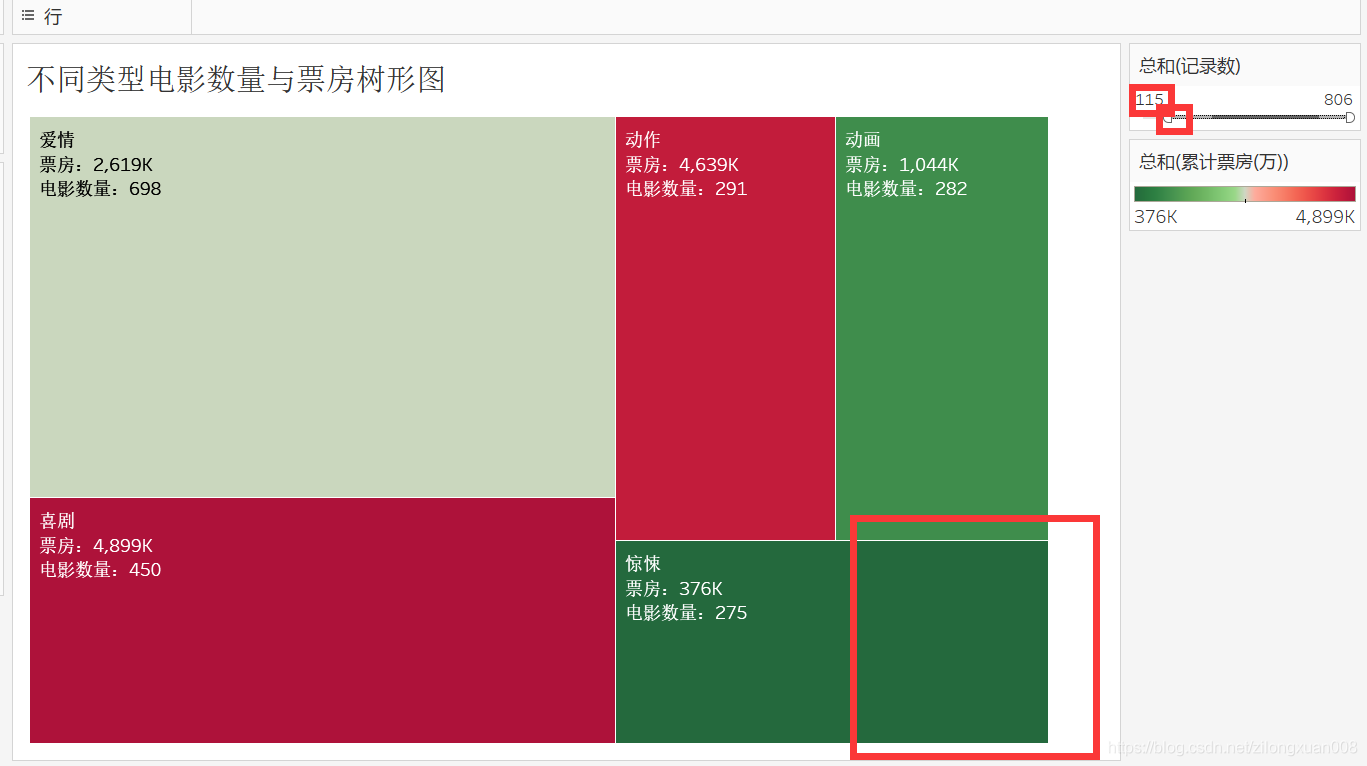 行
不同类型电影数量与票房树形图
爱情
票房：2,619K
电影数量：698
动作
票房：4,639K
电影数量：291
动画
票房：1,044K
电影数量：282
喜剧
票房：4,899K
电影数量：450
惊悚
票房：376K
电影数量：275
总和(记录数)
115 806
总和(累计票房(万))
376K 4,899K
https://blog.csdn.net/zilongxuan008